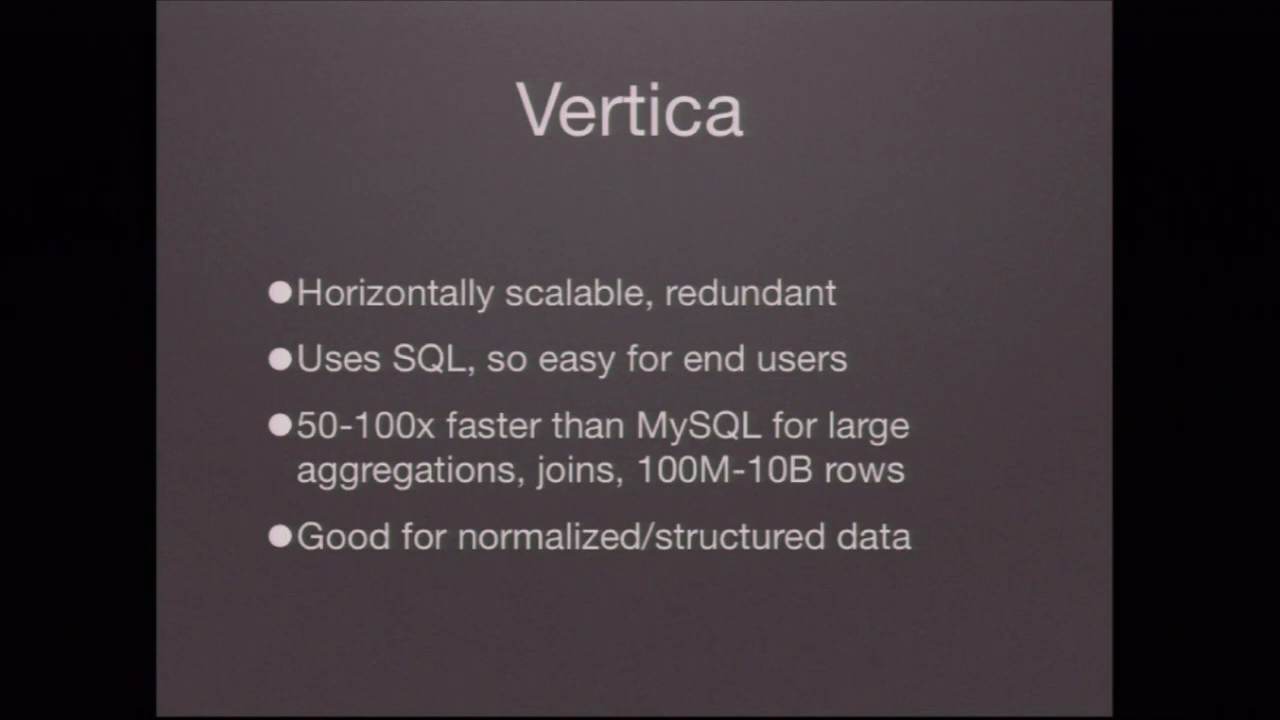 Vertica
●Horizontally scalable, redundant
●Uses SQL, so easy for end users
●50-100x faster than MySQL for large
aggregations, joins, 100M-10B rows
●Good for normalized/structured data